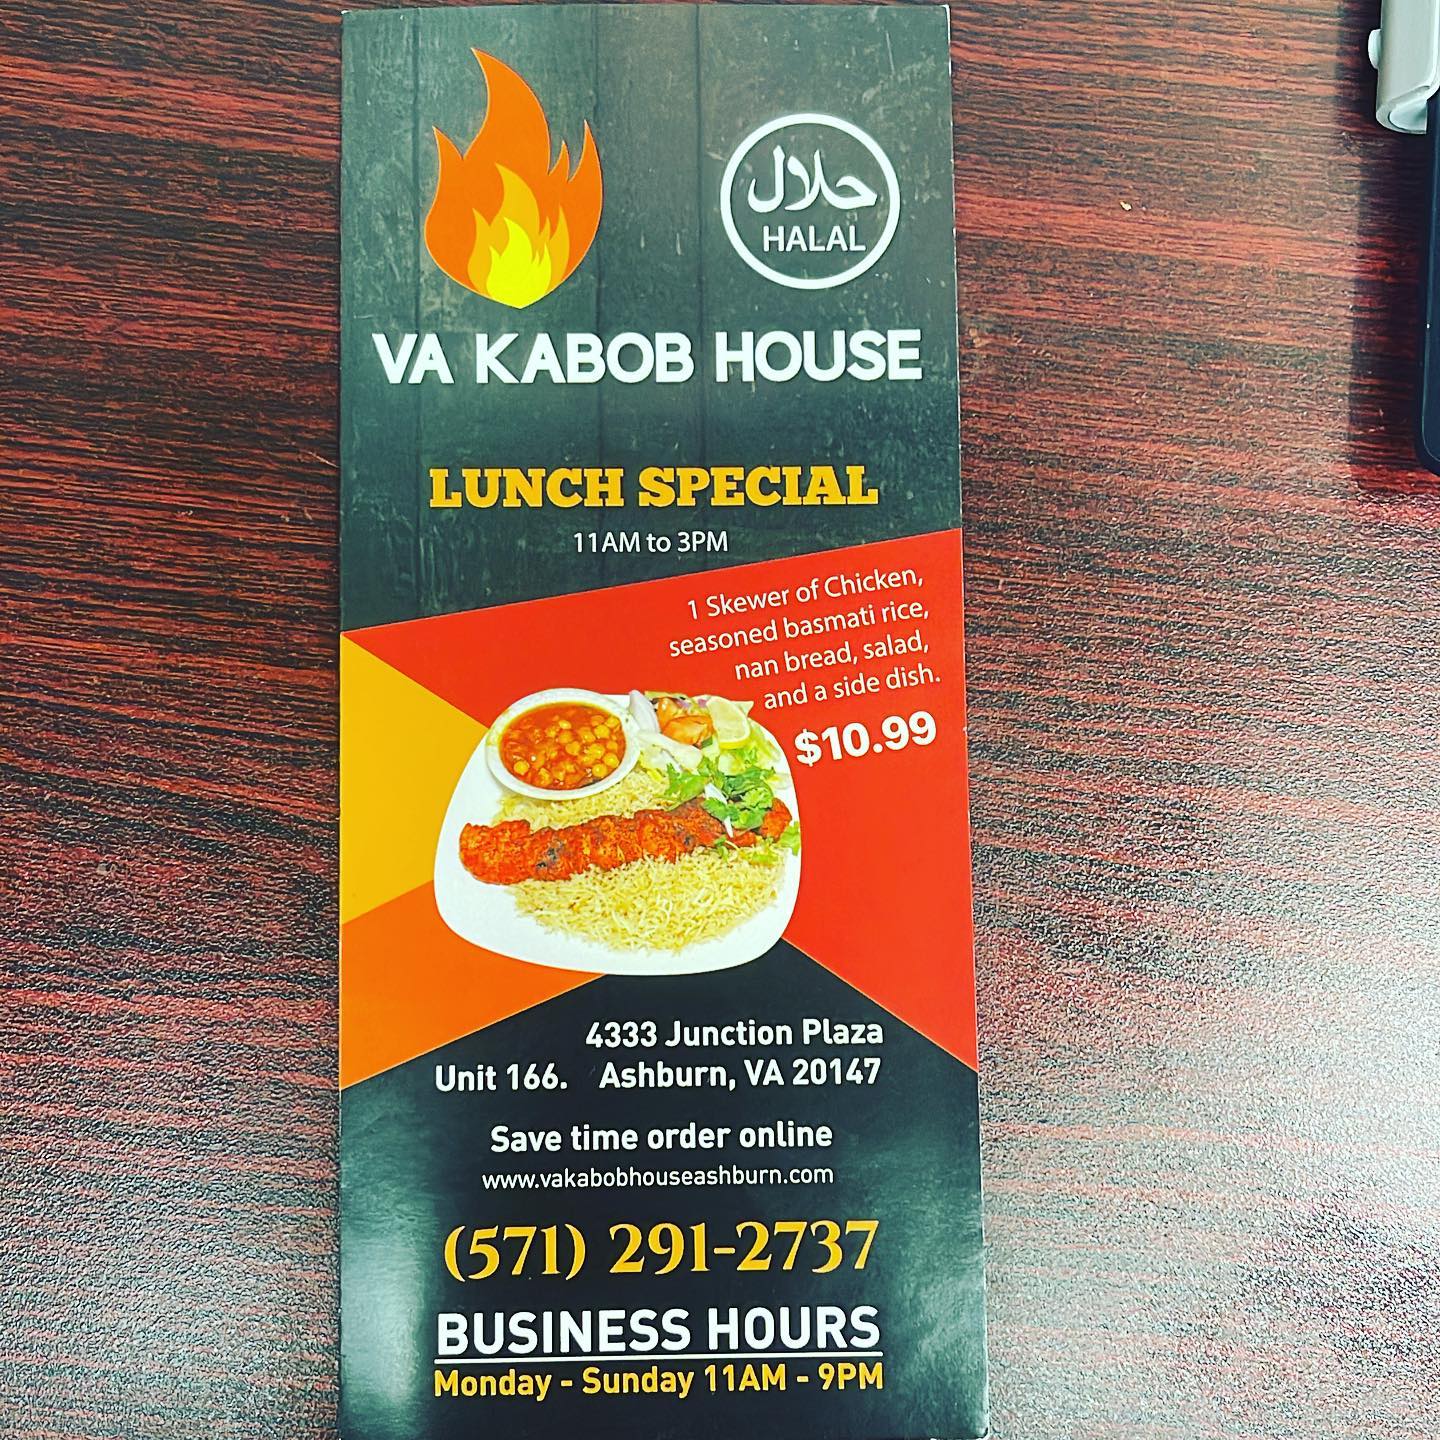 حلال
HALAL
VA KABOB HOUSE
LUNCH SPECIAL
11AM to 3PM
1 Skewer of Chicken,
seasoned basmati rice,
nan bread, salad,
and a side dish.
$10.99
4333 Junction Plaza
Unit 166. Ashburn, VA 20147
Save time order online
www.vakabobhouseashburn.com
(571) 291-2737
BUSINESS HOURS
Monday - Sunday 11AM - 9PM